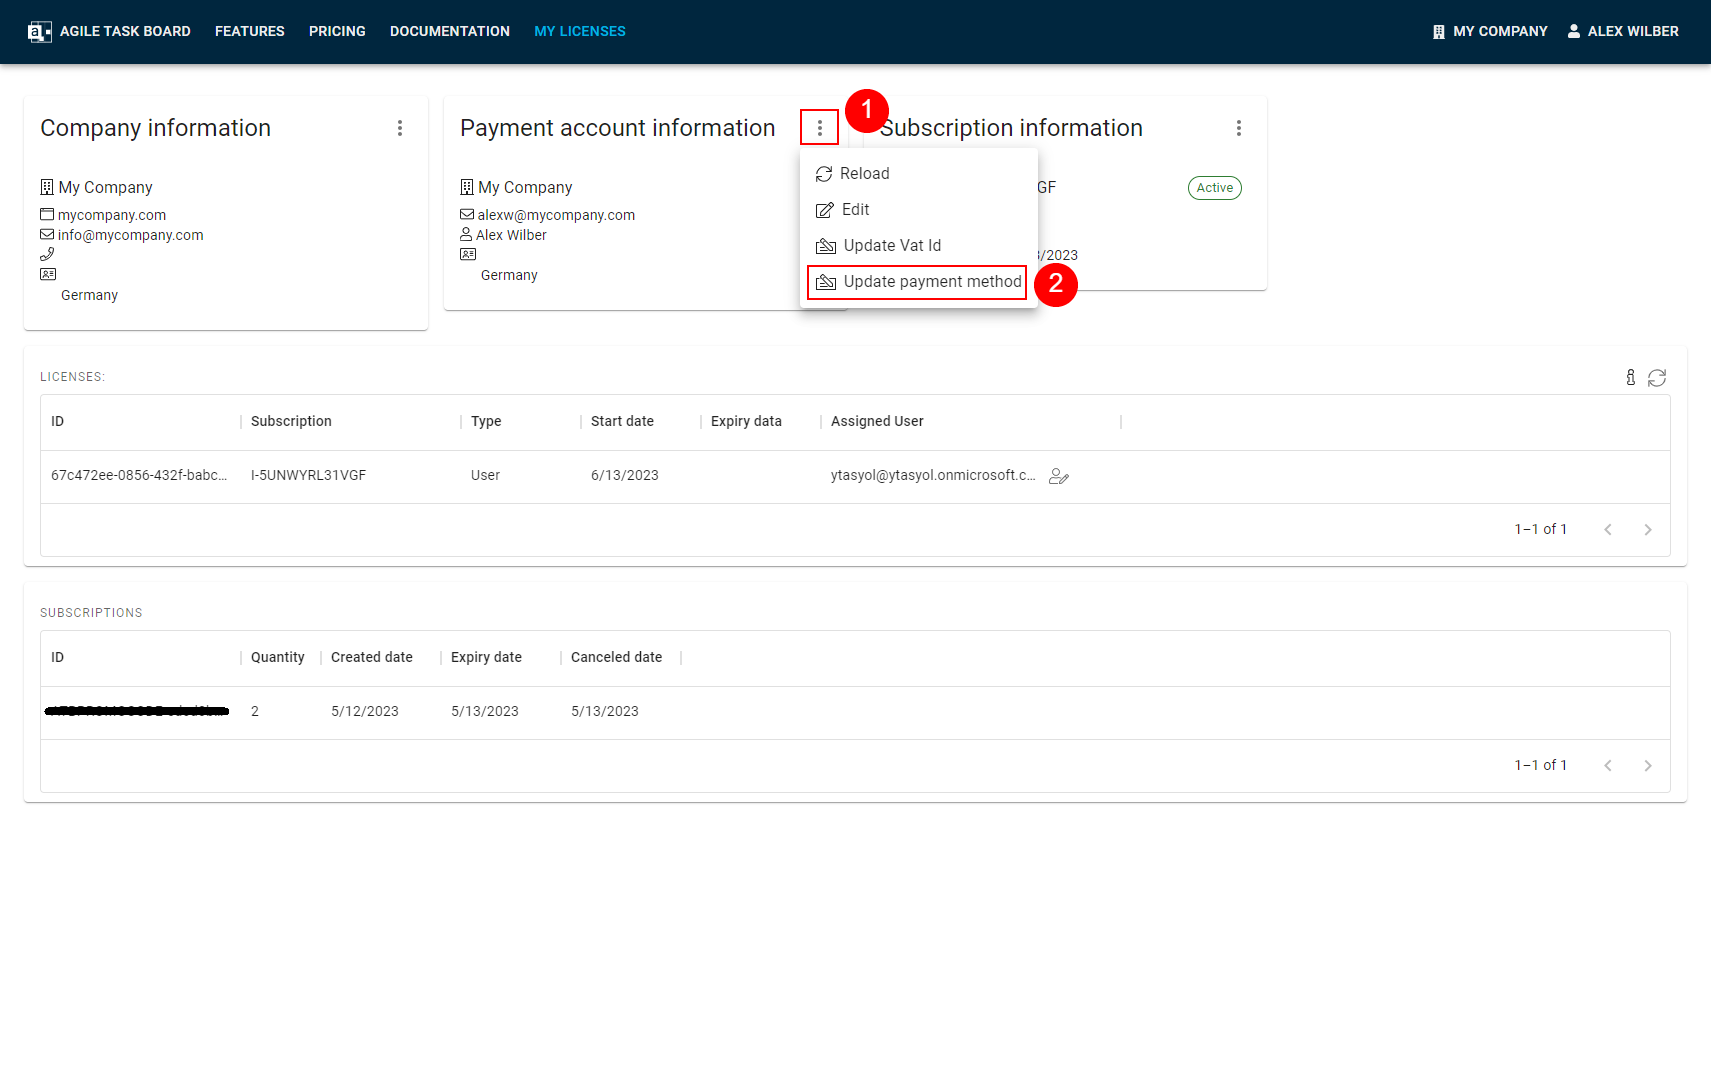 a
AGILE TASK BOARD FEATURES PRICING DOCUMENTATION MY LICENSES MY COMPANY ALEX WILBER
Company information
My Company
mycompany.com
info@mycompany.com
Germany
Payment account information
My Company
alexw@mycompany.com
Alex Wilber
Germany
1
Reload
Edit
Update Vat Id
Update payment method
2
Subscription information
GF Active
3/2023
LICENSES:
ID Subscription Type Start date Expiry data Assigned User
67c472ee-0856-432f-babc... I-5UNWYRL31VGF User 6/13/2023 ytasyol@ytasyol.onmicrosoft.c...
1–1 of 1
SUBSCRIPTIONS
ID Quantity Created date Expiry date Canceled date
2 5/12/2023 5/13/2023 5/13/2023
1–1 of 1